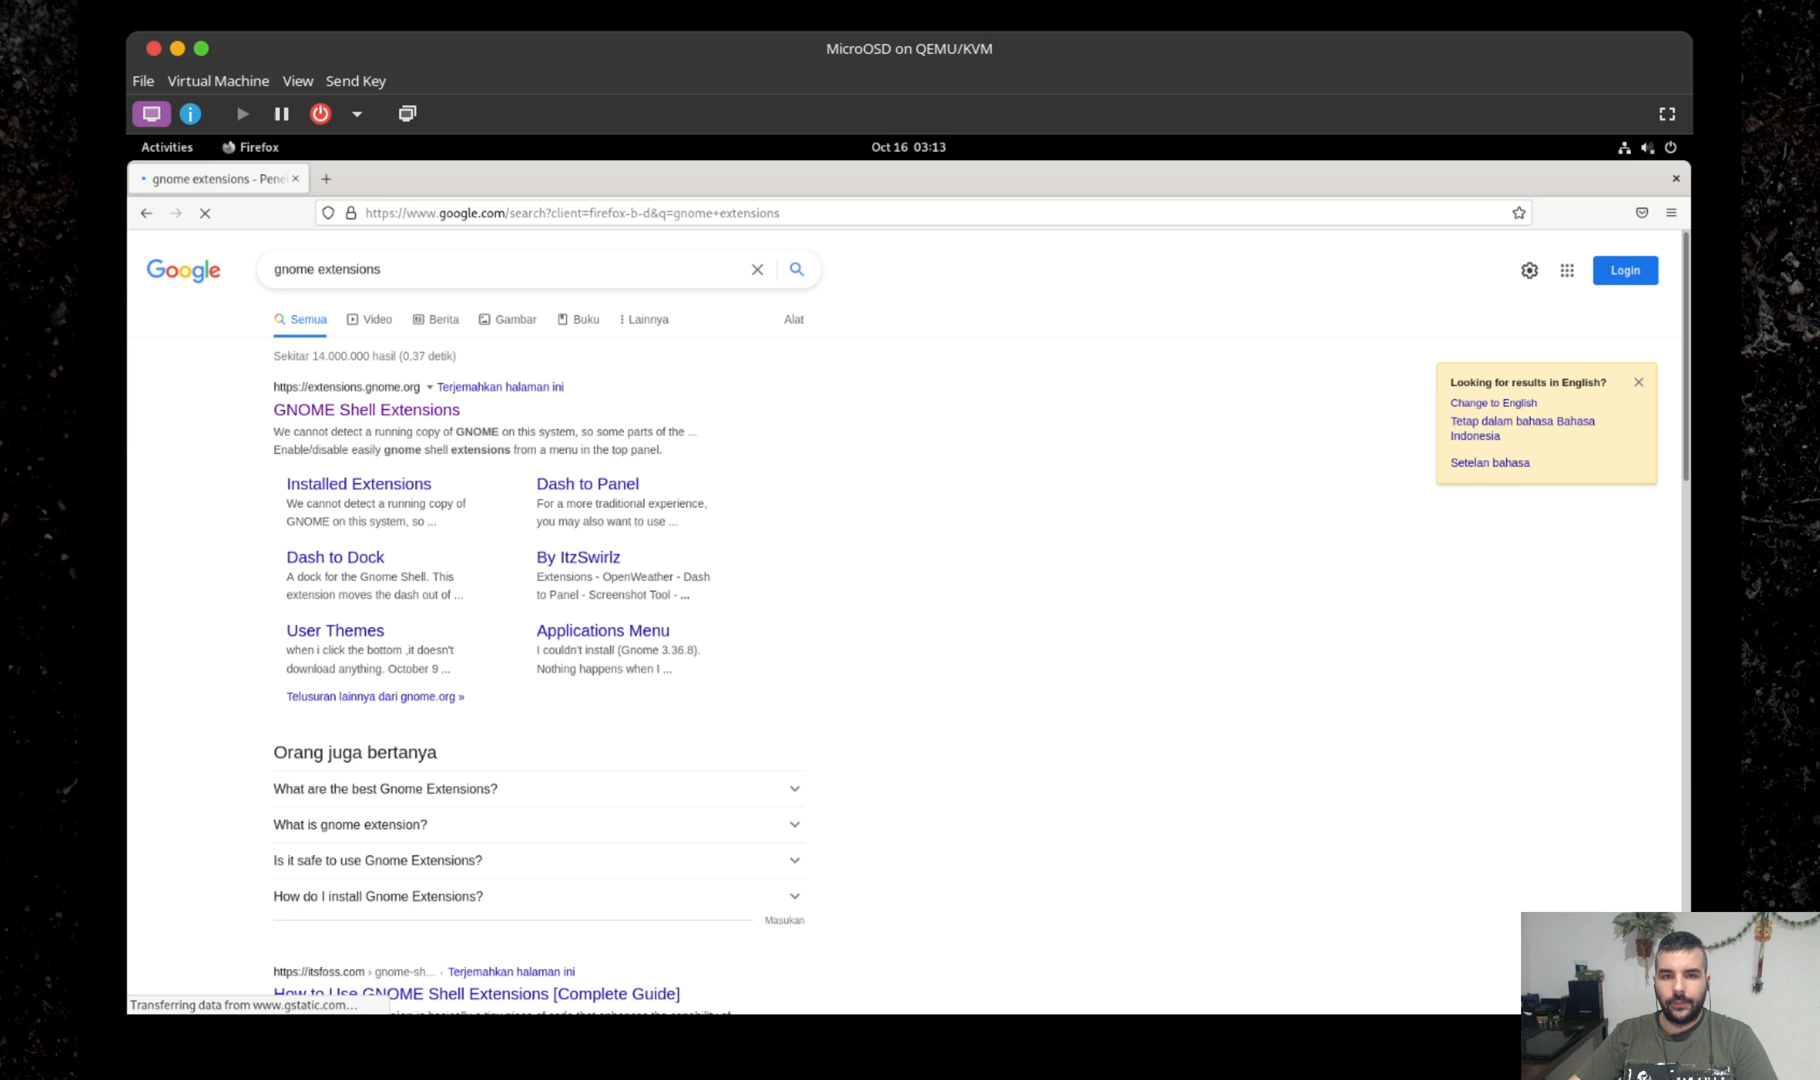 MicroOSD on QEMU/KVM
File Virtual Machine View Send Key
Activities Firefox Oct 16 03:13
gnome extensions - Pene
https://www.google.com/search?client=firefox-b-d&q=gnome+extensions
Google gnome extensions Login
Semua Video Berita Gambar Buku Lainnya Alat
Sekitar 14.000.000 hasil (0,37 detik)
https://extensions.gnome.org Terjemahkan halaman ini
GNOME Shell Extensions
We cannot detect a running copy of GNOME on this system, so some parts of the ...
Enable/disable easily gnome shell extensions from a menu in the top panel.
Installed Extensions
We cannot detect a running copy of
GNOME on this system, so ...
Dash to Panel
For a more traditional experience,
you may also want to use ...
Dash to Dock
A dock for the Gnome Shell. This
extension moves the dash out of ...
By ItzSwirlz
Extensions - OpenWeather - Dash
to Panel - Screenshot Tool - ...
User Themes
when i click the bottom ,it doesn't
download anything. October 9 ...
Applications Menu
I couldn't install (Gnome 3.36.8).
Nothing happens when I ...
Telusuran lainnya dari gnome.org »
Looking for results in English?
Change to English
Tetap dalam bahasa Bahasa
Indonesia
Setelan bahasa
Orang juga bertanya
What are the best Gnome Extensions?
What is gnome extension?
Is it safe to use Gnome Extensions?
How do I install Gnome Extensions?
Masukan
https://itsfoss.com › gnome-sh... · Terjemahkan halaman ini
How to Use GNOME Shell Extensions [Complete Guide]
Transferring data from www.gstatic.com...